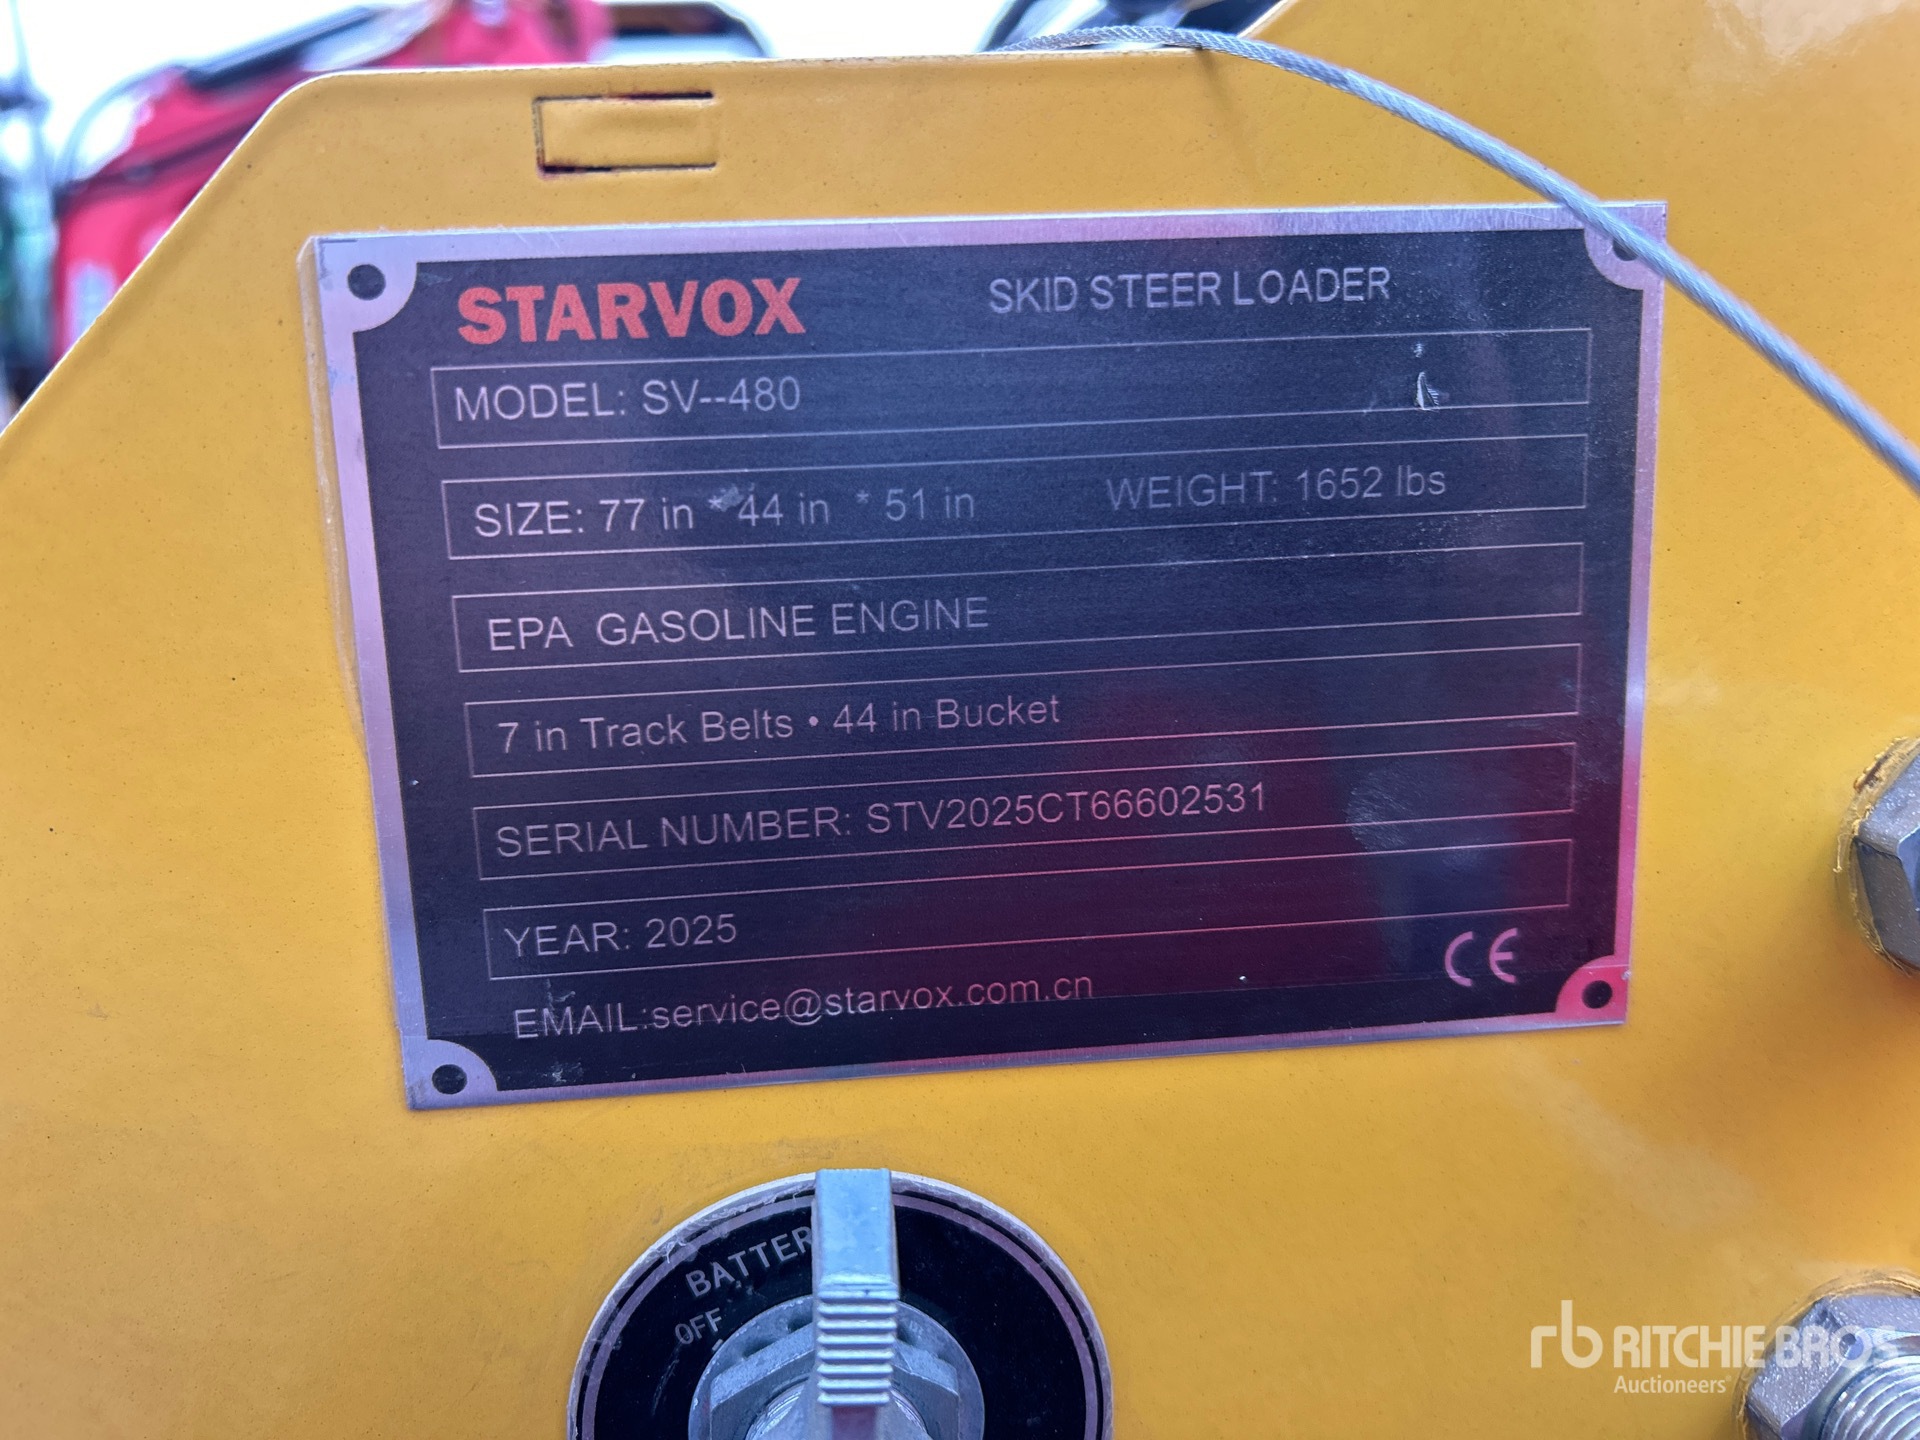 STARVOX SKID STEER LOADER
MODEL: SV--480
SIZE: 77 in * 44 in * 51 in WEIGHT: 1652 lbs
EPA GASOLINE ENGINE
7 in Track Belts • 44 in Bucket
SERIAL NUMBER: STV2025CT66602531
YEAR: 2025
CE
EMAIL:service@starvox.com.cn
BATTER
OFF
rb RITCHIE BROS
Auctioneers